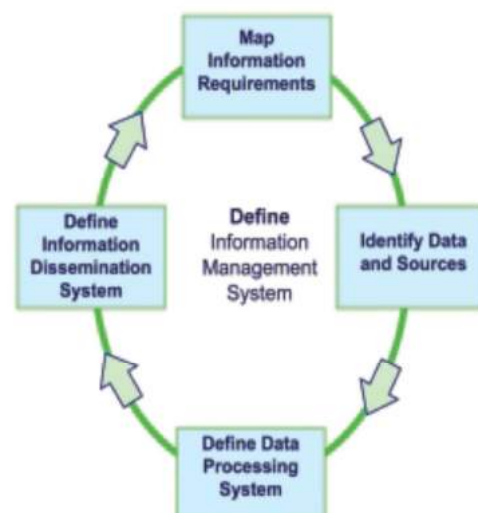 Map
Information
Requirements
Define
Information
Dissemination
System
Define
Information
Management
System
Identify Data
and Sources
Define Data
Processing
System